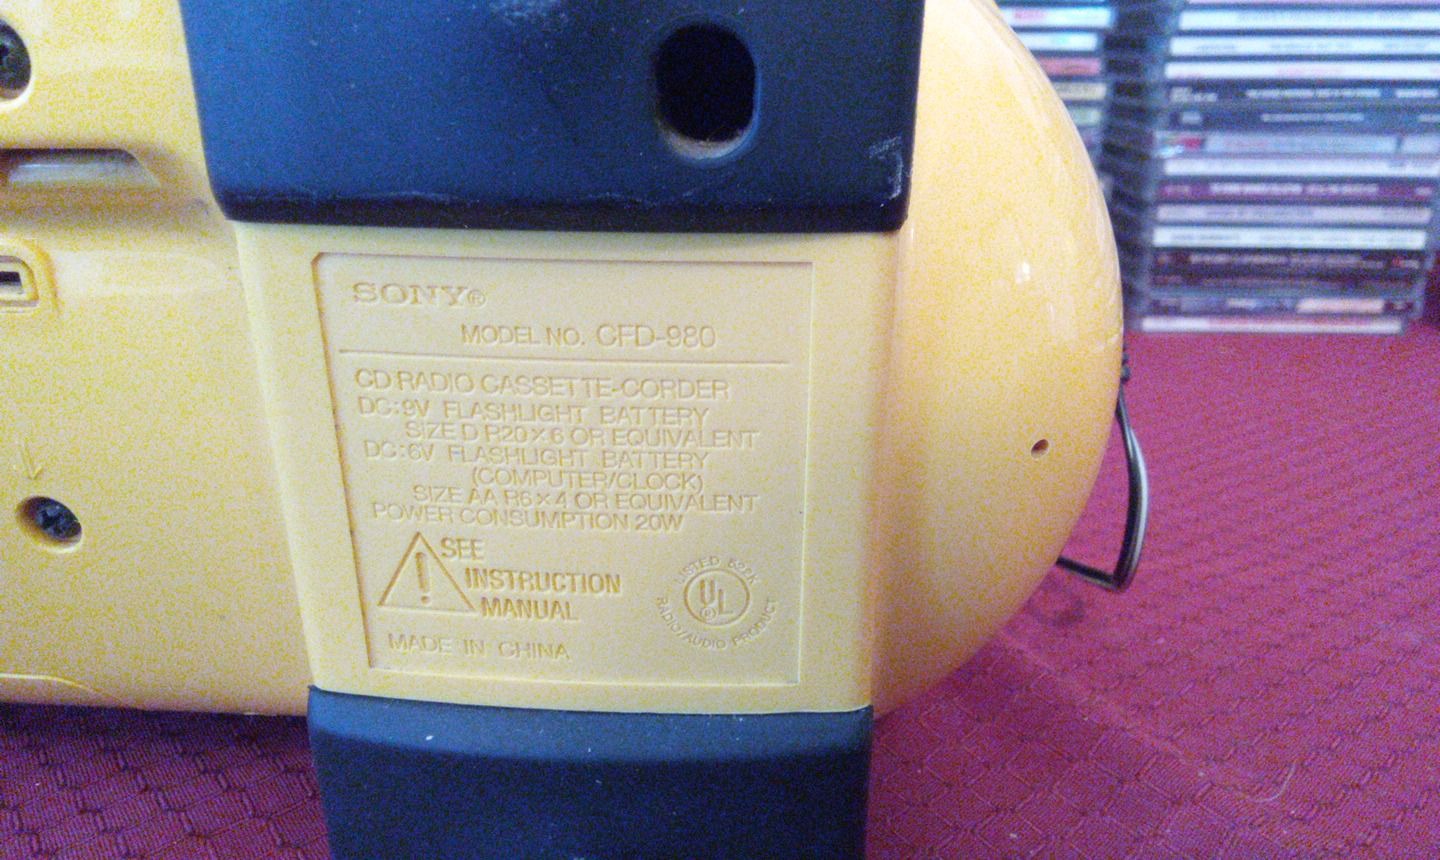 SONY®
MODEL NO. CFD-980
CD RADIO CASSETTE-CORDER
DC:9V FLASHLIGHT BATTERY
SIZE D R20×6 OR EQUIVALENT
DC:6V FLASHLIGHT BATTERY
(COMPUTER/CLOCK)
SIZE AA R6×4 OR EQUIVALENT
POWER CONSUMPTION 20W
SEE
INSTRUCTION
MANUAL
LISTED
UL®
RADIO/AUDIO PRODUCT
MADE IN CHINA